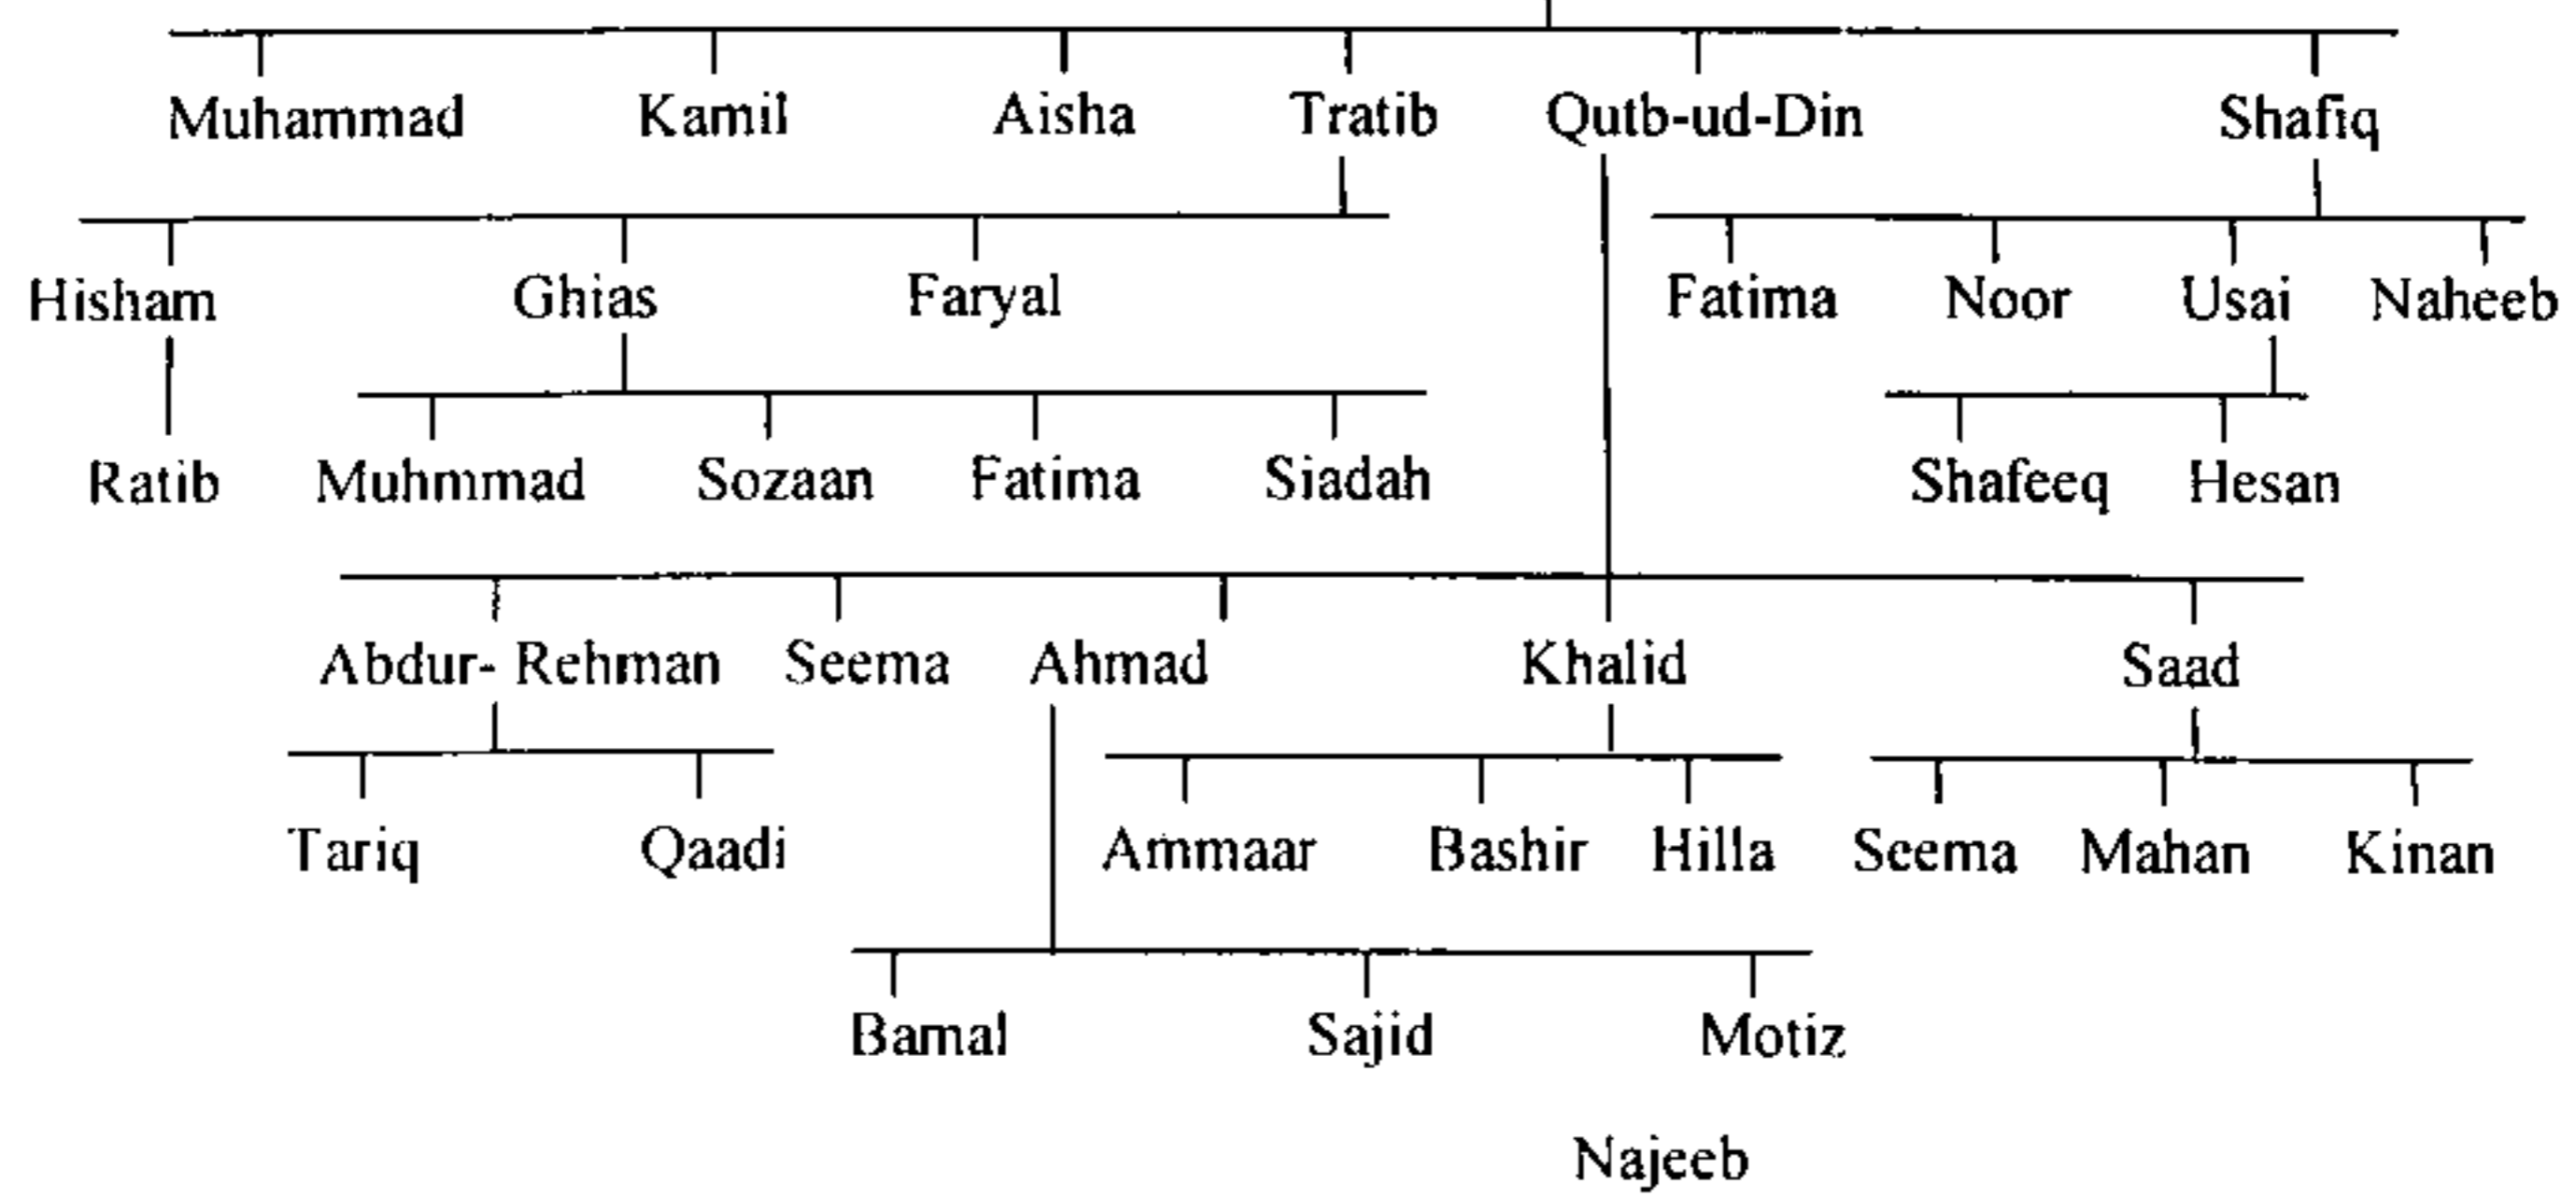 Muhammad Kamil Aisha Tratib Qutb-ud-Din Shafiq
Hisham Ghias Faryal Fatima Noor Usai Naheeb
Ratib Muhmmad Sozaan Fatima Siadah Shafeeq Hesan
Abdur- Rehman Seema Ahmad Khalid Saad
Tariq Qaadi Ammaar Bashir Hilla Seema Mahan Kinan
Bamal Sajid Motiz
Najeeb